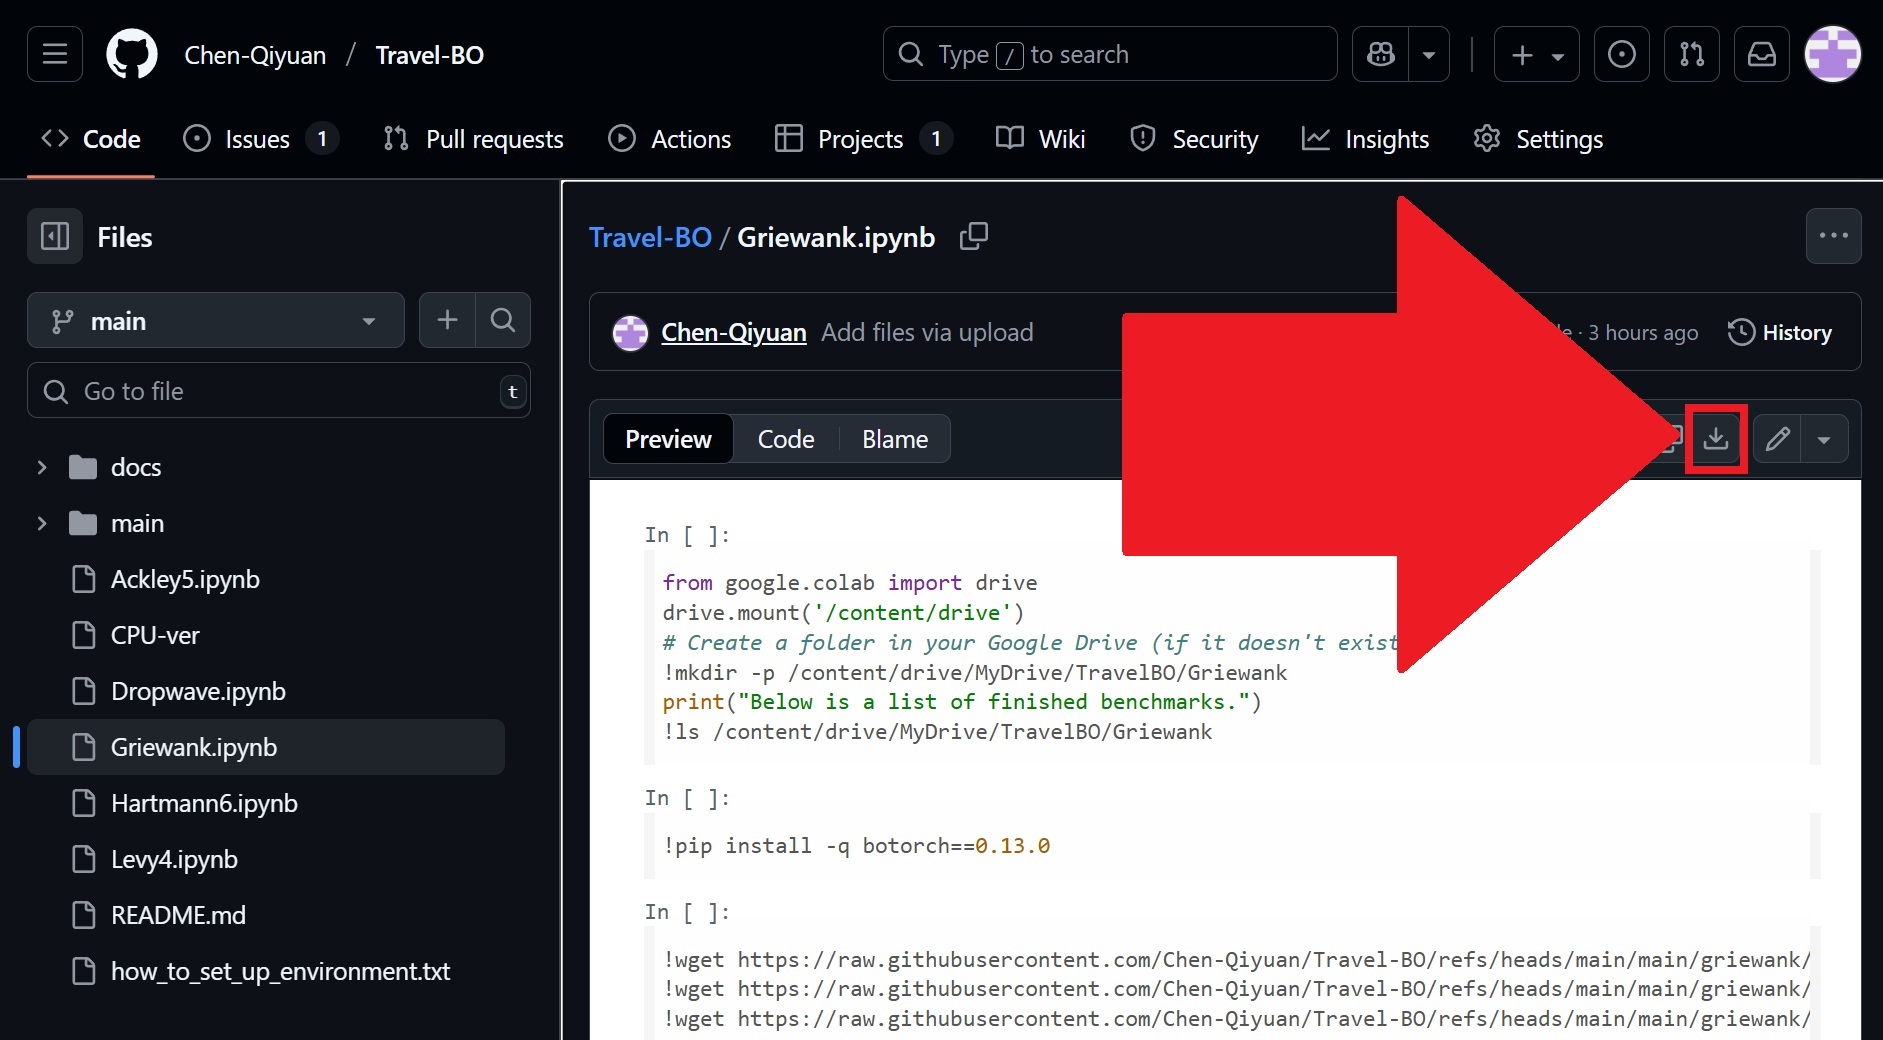 Chen-Qiyuan / Travel-BO
Type / to search
Code
Issues 1
Pull requests
Actions
Projects 1
Wiki
Security
Insights
Settings
Files
main
Go to file
t
docs
main
Ackley5.ipynb
CPU-ver
Dropwave.ipynb
Griewank.ipynb
Hartmann6.ipynb
Levy4.ipynb
README.md
how_to_set_up_environment.txt
Travel-BO / Griewank.ipynb
Chen-Qiyuan Add files via upload
· 3 hours ago
History
Preview
Code
Blame
In [ ]:
from google.colab import drive
drive.mount('/content/drive')
# Create a folder in your Google Drive (if it doesn't exist
!mkdir -p /content/drive/MyDrive/TravelBO/Griewank
print("Below is a list of finished benchmarks.")
!ls /content/drive/MyDrive/TravelBO/Griewank
In [ ]:
!pip install -q botorch==0.13.0
In [ ]:
!wget https://raw.githubusercontent.com/Chen-Qiyuan/Travel-BO/refs/heads/main/main/griewank/
!wget https://raw.githubusercontent.com/Chen-Qiyuan/Travel-BO/refs/heads/main/main/griewank/
!wget https://raw.githubusercontent.com/Chen-Qiyuan/Travel-BO/refs/heads/main/main/griewank/